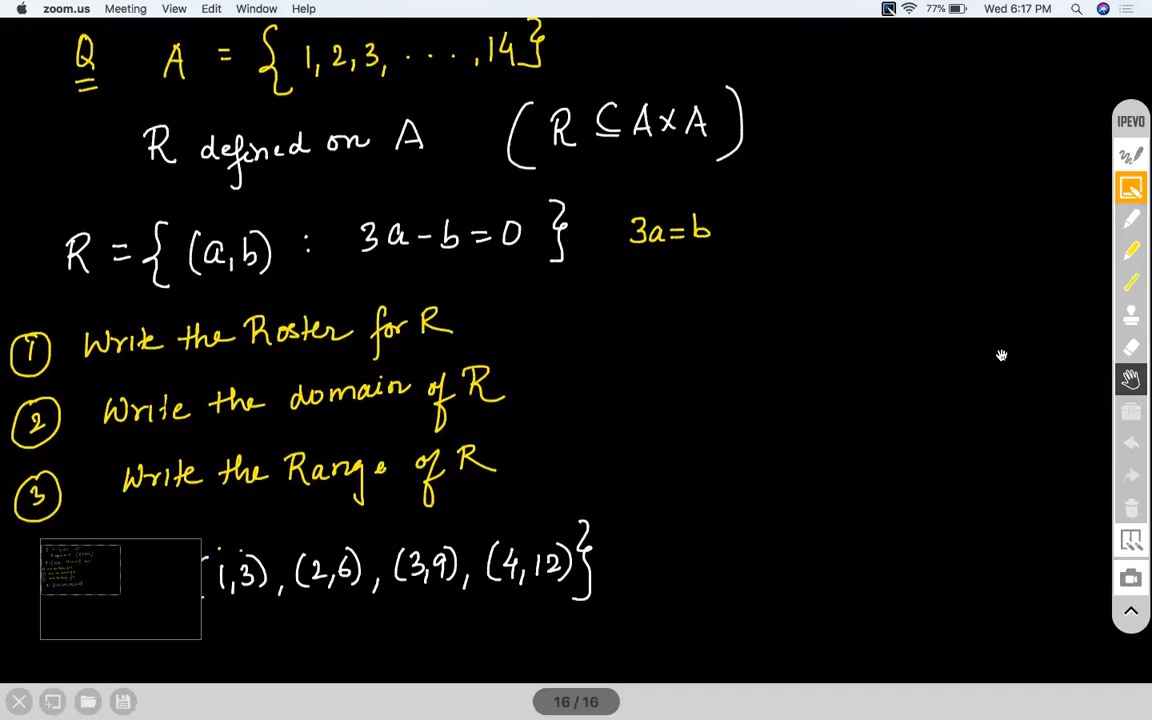 zoom.us Meeting View Edit Window Help 77% Wed 6:17 PM
Q A = { 1, 2, 3, ...., 14 }
R defined on A ( R ⊆ A × A )
R = { (a, b) : 3a - b = 0 } 3a = b
IPEVO
① Write the Roster for R
② Write the domain of R
③ Write the Range of R
{ (1, 3), (2, 6), (3, 9), (4, 12) }
16 / 16